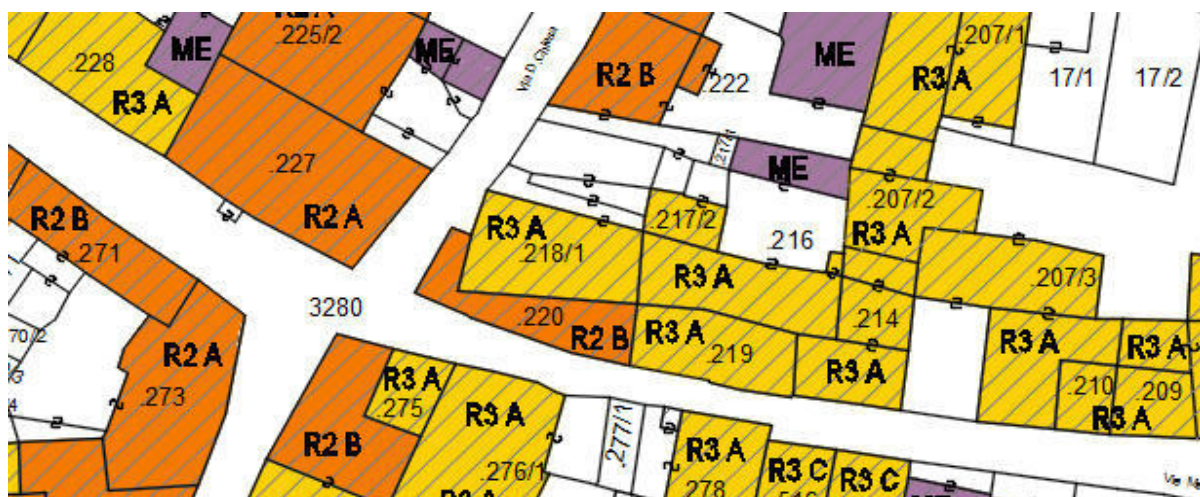 R2 A
.225/2
ME
ME
.228
R3 A
.227
R2 A
R2 B
.222
ME
R3 A
.207/1
17/1
17/2
.217/1
ME
.207/2
R3 A
R2 B
.271
R3 A
.218/1
.217/2
.216
R3 A
.207/3
3280
.220
R2 B
R3 A
.219
.214
R3 A
R3 A
R3 A
70/2
R2 A
.273
R3 A
.275
R3 A
R2 B
.276/1
.277/1
R3 A
.278
R3 C
R3 C
.210
.209
R3 A